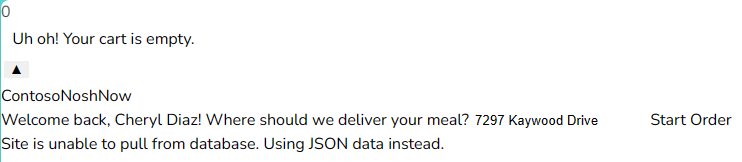 0
Uh oh! Your cart is empty.
▲
ContosoNoshNow
Welcome back, Cheryl Diaz! Where should we deliver your meal? 7297 Kaywood Drive Start Order
Site is unable to pull from database. Using JSON data instead.